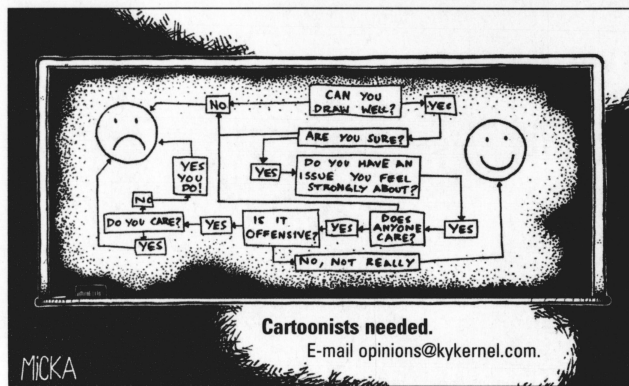 CAN YOU
DRAW WELL?
NO
YES
ARE YOU SURE?
YES
DO YOU HAVE AN
ISSUE YOU FEEL
STRONGLY ABOUT?
YES
DOES
ANYONE
CARE?
YES
IS IT
OFFENSIVE?
YES
DO YOU CARE?
NO
YES
YOU
DO!
YES
NO, NOT REALLY
Cartoonists needed.
E-mail opinions@kykernel.com.
MiCKA